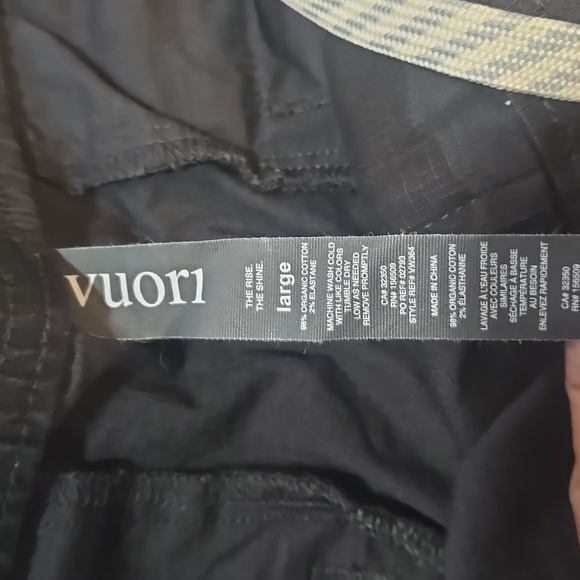 vuori
THE RISE.
THE SHINE.
large
98% ORGANIC COTTON
2% ELASTANE
MACHINE WASH COLD
WITH LIKE COLORS
TUMBLE DRY
LOW AS NEEDED
REMOVE PROMPTLY
CA# 32350
RN# 156509
PO REF# 02793
STYLE REF# VW364
MADE IN CHINA
98% ORGANIC COTTON
2% ÉLASTHANNE
LAVAGE À L'EAU FROIDE
AVEC COULEURS
SIMILAIRES
SÉCHAGE À BASSE
TEMPÉRATURE
AU BESOIN
ENLEVEZ RAPIDEMENT
CA# 32350
RN# 156509